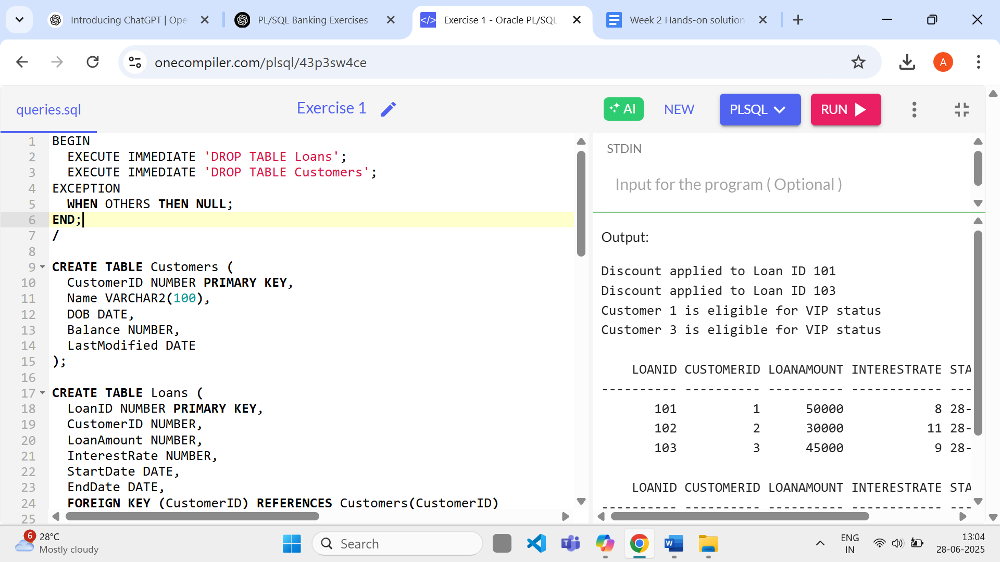 Introducing ChatGPT | Ope
PL/SQL Banking Exercises
Exercise 1 - Oracle PL/SQL
Week 2 Hands-on solution
onecompiler.com/plsql/43p3sw4ce
A
queries.sql
Exercise 1
AI
NEW
PLSQL
RUN
1 BEGIN
2 EXECUTE IMMEDIATE 'DROP TABLE Loans';
3 EXECUTE IMMEDIATE 'DROP TABLE Customers';
4 EXCEPTION
5 WHEN OTHERS THEN NULL;
6 END;
7 /
8
9 CREATE TABLE Customers (
10 CustomerID NUMBER PRIMARY KEY,
11 Name VARCHAR2(100),
12 DOB DATE,
13 Balance NUMBER,
14 LastModified DATE
15 );
16
17 CREATE TABLE Loans (
18 LoanID NUMBER PRIMARY KEY,
19 CustomerID NUMBER,
20 LoanAmount NUMBER,
21 InterestRate NUMBER,
22 StartDate DATE,
23 EndDate DATE,
24 FOREIGN KEY (CustomerID) REFERENCES Customers(CustomerID)
25
STDIN
Input for the program ( Optional )
Output:
Discount applied to Loan ID 101
Discount applied to Loan ID 103
Customer 1 is eligible for VIP status
Customer 3 is eligible for VIP status
LOANID CUSTOMERID LOANAMOUNT INTERESTRATE STA
---------- ---------- ---------- ------------ ---
101 1 50000 8 28-
102 2 30000 11 28-
103 3 45000 9 28-
LOANID CUSTOMERID LOANAMOUNT INTERESTRATE STA
---------- ---------- ---------- ------------ ---
6
28°C
Mostly cloudy
Search
ENG
IN
13:04
28-06-2025